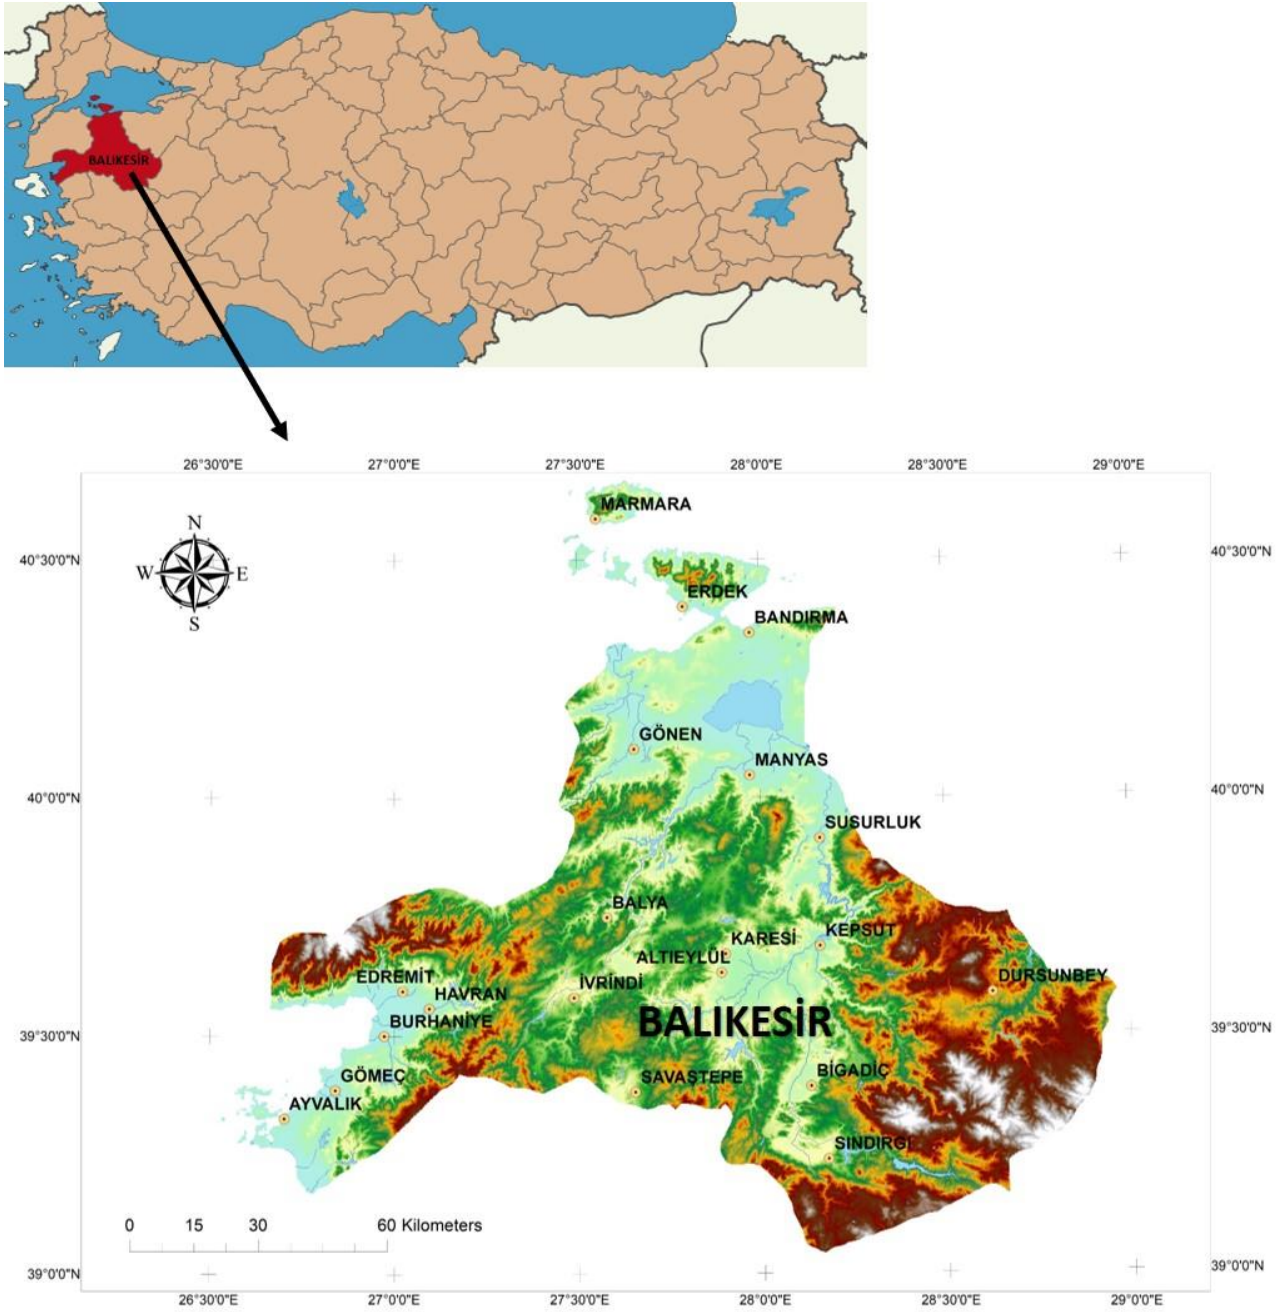 BALIKESİR
26°30'0"E 27°0'0"E 27°30'0"E 28°0'0"E 28°30'0"E 29°0'0"E
MARMARA
N
40°30'0"N 40°30'0"N
W E
ERDEK
S
BANDIRMA
GÖNEN
MANYAS
40°0'0"N 40°0'0"N
SUSURLUK
BALYA
KARESİ KEPSUT
ALTIEYLÜL
EDREMİT DURSUNBEY
HAVRAN İVRİNDİ
BURHANİYE BALIKESİR
39°30'0"N 39°30'0"N
GÖMEÇ SAVAŞTEPE BİGADİÇ
AYVALIK
SINDIRGI
0 15 30 60 Kilometers
39°0'0"N 39°0'0"N
26°30'0"E 27°0'0"E 27°30'0"E 28°0'0"E 28°30'0"E 29°0'0"E